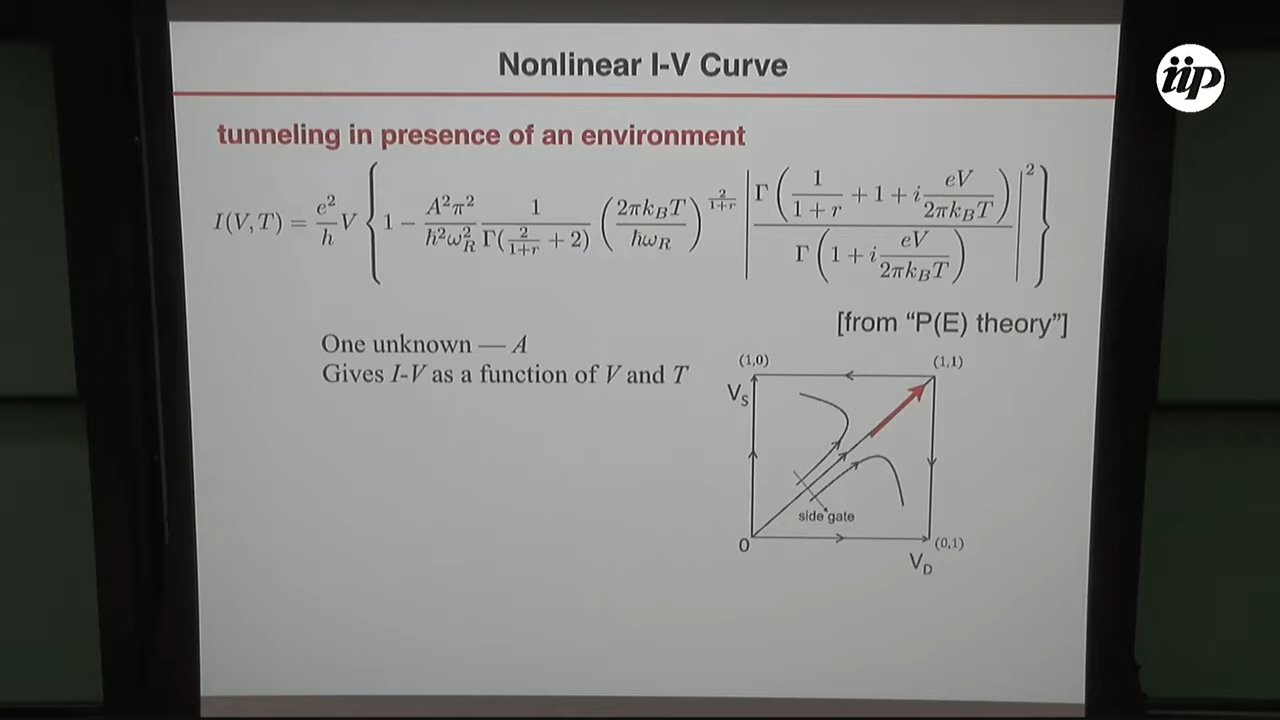 Nonlinear I-V Curve
iip
tunneling in presence of an environment
I(V,T) = \frac{e^2}{h} V \left\{ 1 - \frac{A^2 \pi^2}{\hbar^2 \omega_R^2} \frac{1}{\Gamma(\frac{2}{1+r} + 2)} \left( \frac{2\pi k_B T}{\hbar \omega_R} \right)^{\frac{2}{1+r}} \left| \frac{\Gamma \left( \frac{1}{1+r} + 1 + i \frac{eV}{2\pi k_B T} \right)}{\Gamma \left( 1 + i \frac{eV}{2\pi k_B T} \right)} \right|^2 \right\}
[from “P(E) theory”]
One unknown — A
Gives I-V as a function of V and T
(1,0)
(1,1)
V_S
side gate
0
(0,1)
V_D